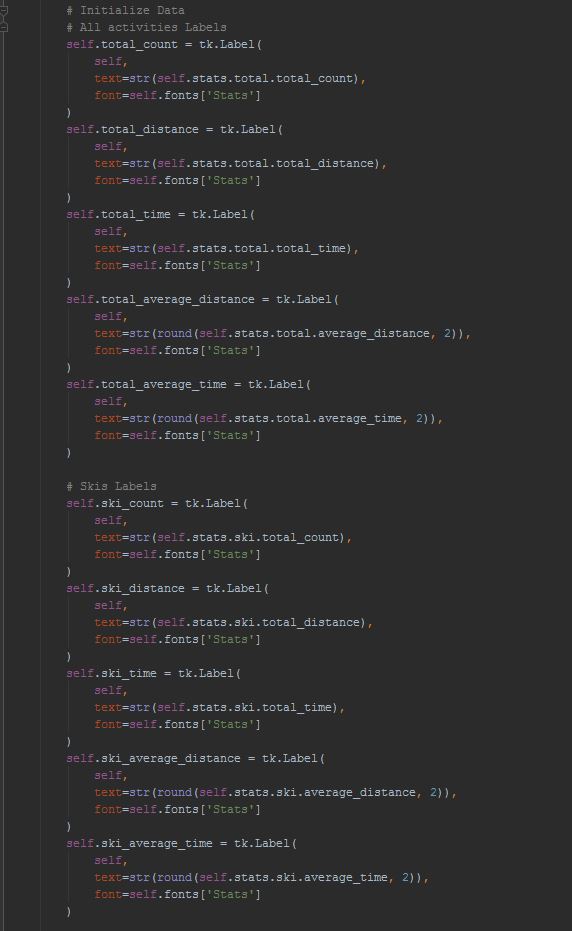 # Initialize Data
# All activities Labels
self.total_count = tk.Label(
    self,
    text=str(self.stats.total.total_count),
    font=self.fonts['Stats']
)
self.total_distance = tk.Label(
    self,
    text=str(self.stats.total.total_distance),
    font=self.fonts['Stats']
)
self.total_time = tk.Label(
    self,
    text=str(self.stats.total.total_time),
    font=self.fonts['Stats']
)
self.total_average_distance = tk.Label(
    self,
    text=str(round(self.stats.total.average_distance, 2)),
    font=self.fonts['Stats']
)
self.total_average_time = tk.Label(
    self,
    text=str(round(self.stats.total.average_time, 2)),
    font=self.fonts['Stats']
)

# Skis Labels
self.ski_count = tk.Label(
    self,
    text=str(self.stats.ski.total_count),
    font=self.fonts['Stats']
)
self.ski_distance = tk.Label(
    self,
    text=str(self.stats.ski.total_distance),
    font=self.fonts['Stats']
)
self.ski_time = tk.Label(
    self,
    text=str(self.stats.ski.total_time),
    font=self.fonts['Stats']
)
self.ski_average_distance = tk.Label(
    self,
    text=str(round(self.stats.ski.average_distance, 2)),
    font=self.fonts['Stats']
)
self.ski_average_time = tk.Label(
    self,
    text=str(round(self.stats.ski.average_time, 2)),
    font=self.fonts['Stats']
)